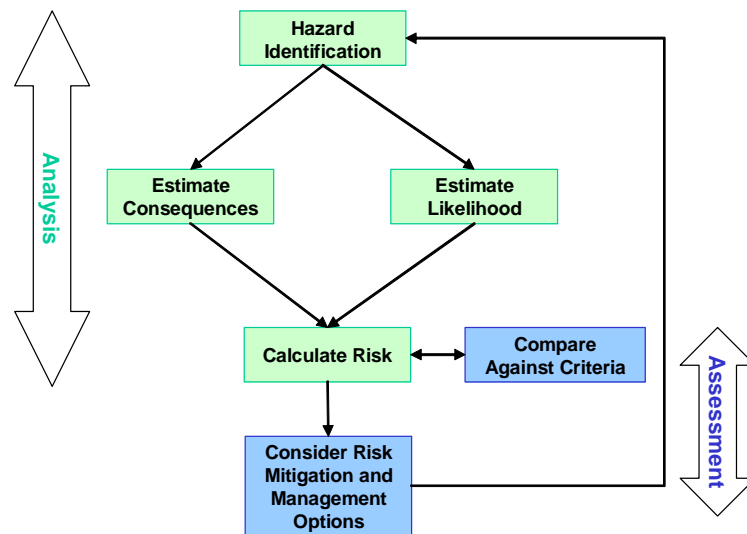 Hazard
Identification
Analysis
Estimate
Consequences
Estimate
Likelihood
Calculate Risk
Compare
Against Criteria
Assessment
Consider Risk
Mitigation and
Management
Options